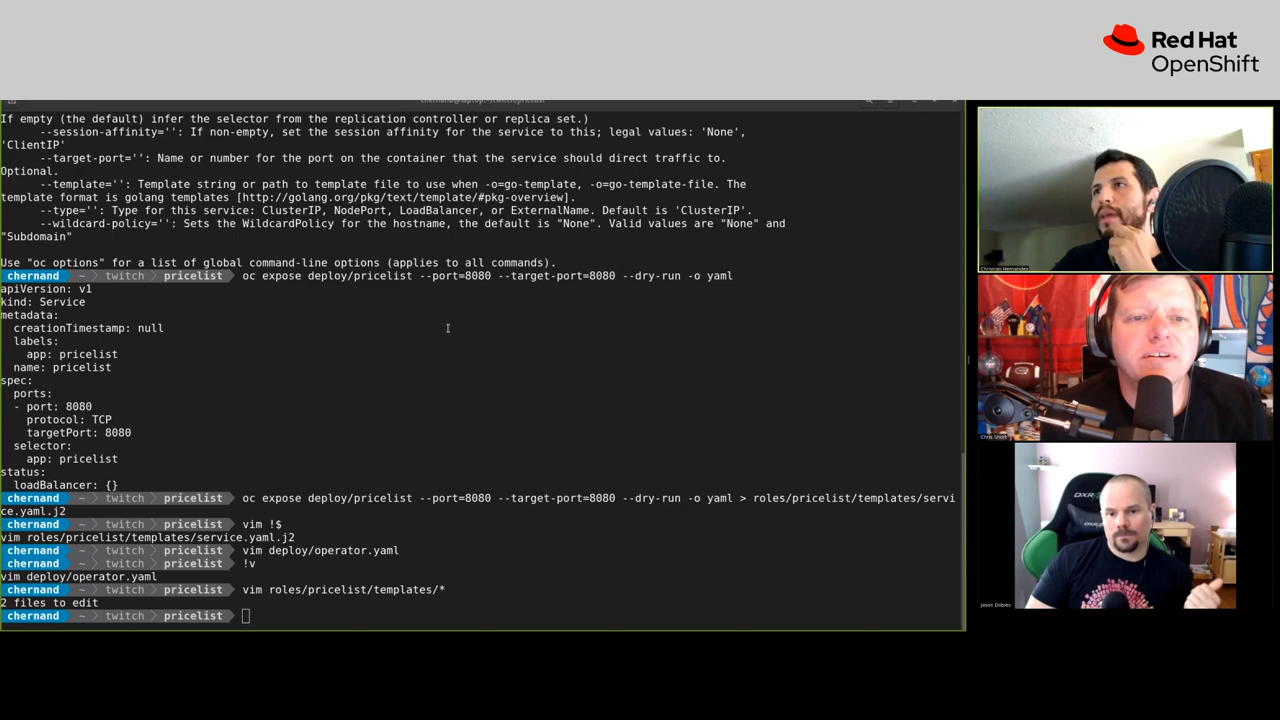 Red Hat
OpenShift
If empty (the default) infer the selector from the replication controller or replica set.)
--session-affinity='': If non-empty, set the session affinity for the service to this; legal values: 'None',
'ClientIP'
--target-port='': Name or number for the port on the container that the service should direct traffic to.
Optional.
--template='': Template string or path to template file to use when -o=go-template, -o=go-template-file. The
template format is golang templates [http://golang.org/pkg/text/template/#pkg-overview].
--type='': Type for this service: ClusterIP, NodePort, LoadBalancer, or ExternalName. Default is 'ClusterIP'.
--wildcard-policy='': Sets the WildcardPolicy for the hostname, the default is "None". Valid values are "None" and
"Subdomain"
Use "oc options" for a list of global command-line options (applies to all commands).
chernand ~ twitch pricelist oc expose deploy/pricelist --port=8080 --target-port=8080 --dry-run -o yaml
apiVersion: v1
kind: Service
metadata:
creationTimestamp: null
labels:
app: pricelist
name: pricelist
spec:
ports:
- port: 8080
protocol: TCP
targetPort: 8080
selector:
app: pricelist
status:
loadBalancer: {}
chernand ~ twitch pricelist oc expose deploy/pricelist --port=8080 --target-port=8080 --dry-run -o yaml > roles/pricelist/templates/servi
ce.yaml.j2
chernand ~ twitch pricelist vim !$
vim roles/pricelist/templates/service.yaml.j2
chernand ~ twitch pricelist vim deploy/operator.yaml
chernand ~ twitch pricelist !v
vim deploy/operator.yaml
chernand ~ twitch pricelist vim roles/pricelist/templates/*
2 files to edit
chernand ~ twitch pricelist
Christian Hernandez
Chris Short
DXR
Jason Dobies